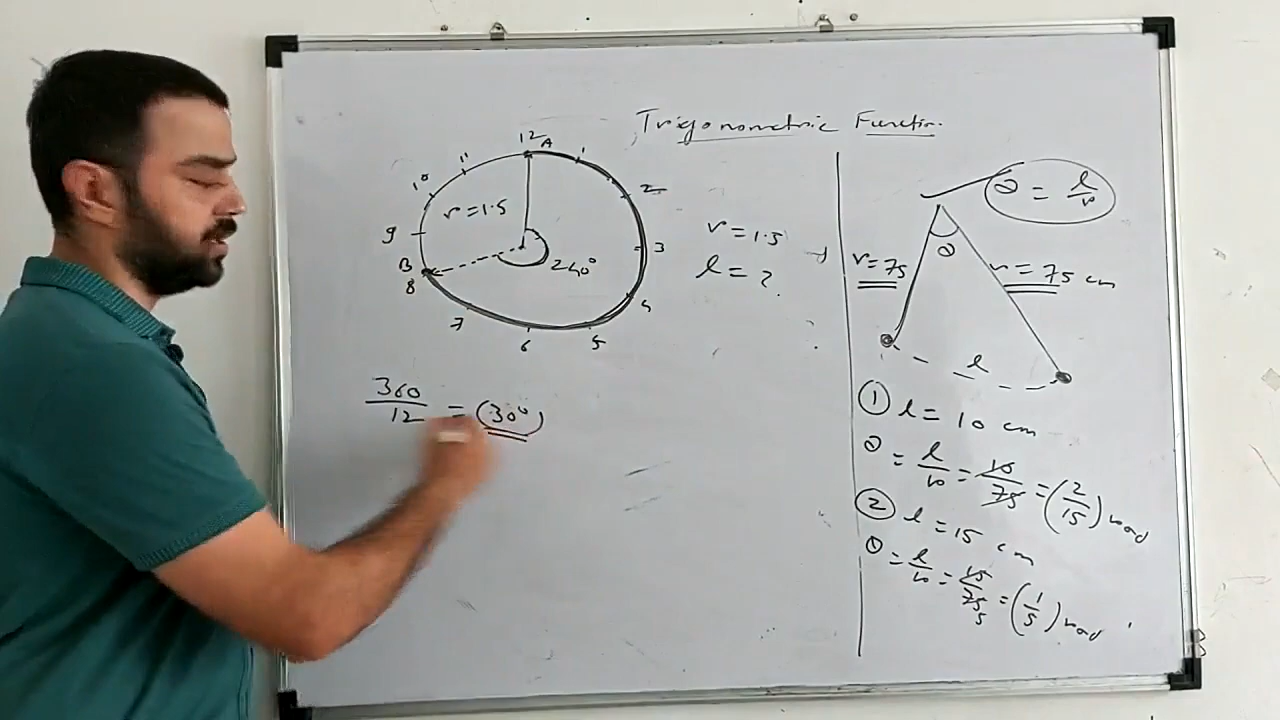 Trigonometric Function
12 A
1
2
3
4
5
6
7
8
B
9
10
11
r = 1.5
240°
r = 1.5
l = ?
360/12 = (30°)
θ = l/r
θ
r = 75
r = 75 cm
l
① l = 10 cm
θ = l/r = 10/75 = (2/15) rad
② l = 15 cm
θ = l/r = 15/75 5 = (1/5) rad